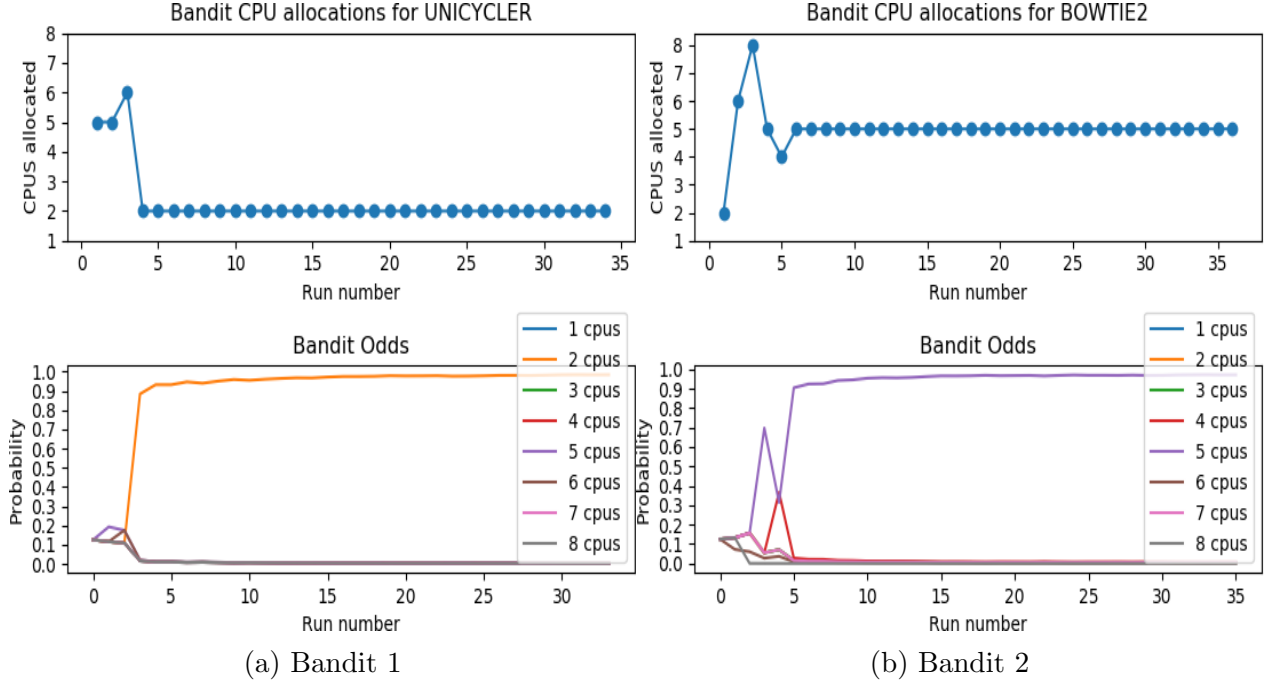 Bandit CPU allocations for UNICYCLER
CPUS allocated
8
7
6
5
4
3
2
1
0 5 10 15 20 25 30 35
Run number
Bandit Odds
Probability
1.0
0.9
0.8
0.7
0.6
0.5
0.4
0.3
0.2
0.1
0.0
0 5 10 15 20 25 30
Run number
1 cpus
2 cpus
3 cpus
4 cpus
5 cpus
6 cpus
7 cpus
8 cpus
(a) Bandit 1
Bandit CPU allocations for BOWTIE2
CPUS allocated
8
7
6
5
4
3
2
1
0 5 10 15 20 25 30 35
Run number
Bandit Odds
Probability
1.0
0.9
0.8
0.7
0.6
0.5
0.4
0.3
0.2
0.1
0.0
0 5 10 15 20 25 30 35
Run number
1 cpus
2 cpus
3 cpus
4 cpus
5 cpus
6 cpus
7 cpus
8 cpus
(b) Bandit 2